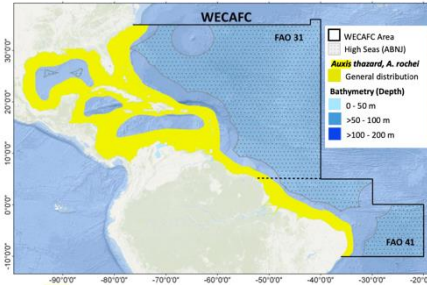 WECAFC
FAO 31
WECAFC Area
High Seas (ABNJ)
Auxis thazard, A. rochei
General distribution
Bathymetry (Depth)
0 - 50 m
>50 - 100 m
>100 - 200 m
FAO 41
30°0'0"N
20°0'0"N
10°0'0"N
0°0'0"
-10°0'0"S
-90°0'0"W
-80°0'0"W
-70°0'0"W
-60°0'0"W
-50°0'0"W
-40°0'0"W
-30°0'0"W
-20°0'0"W